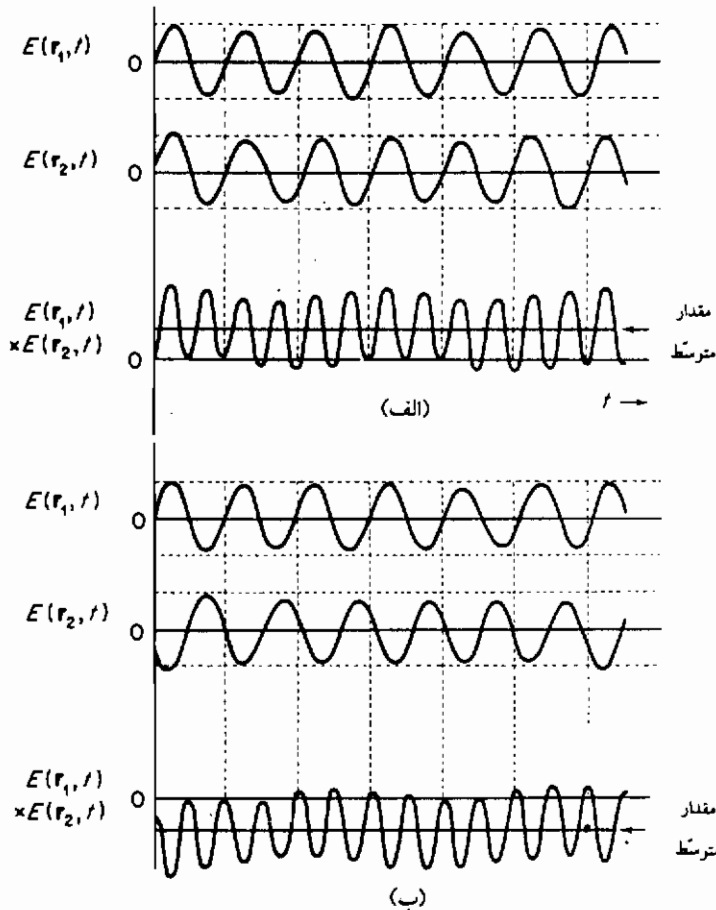 E(r₁,t)
0
E(r₂,t)
0
E(r₁,t)
×E(r₂,t)
0
مقدار
متوسّط
(الف)
t →
E(r₁,t)
0
E(r₂,t)
0
E(r₁,t)
×E(r₂,t)
0
مقدار
متوسّط
(ب)